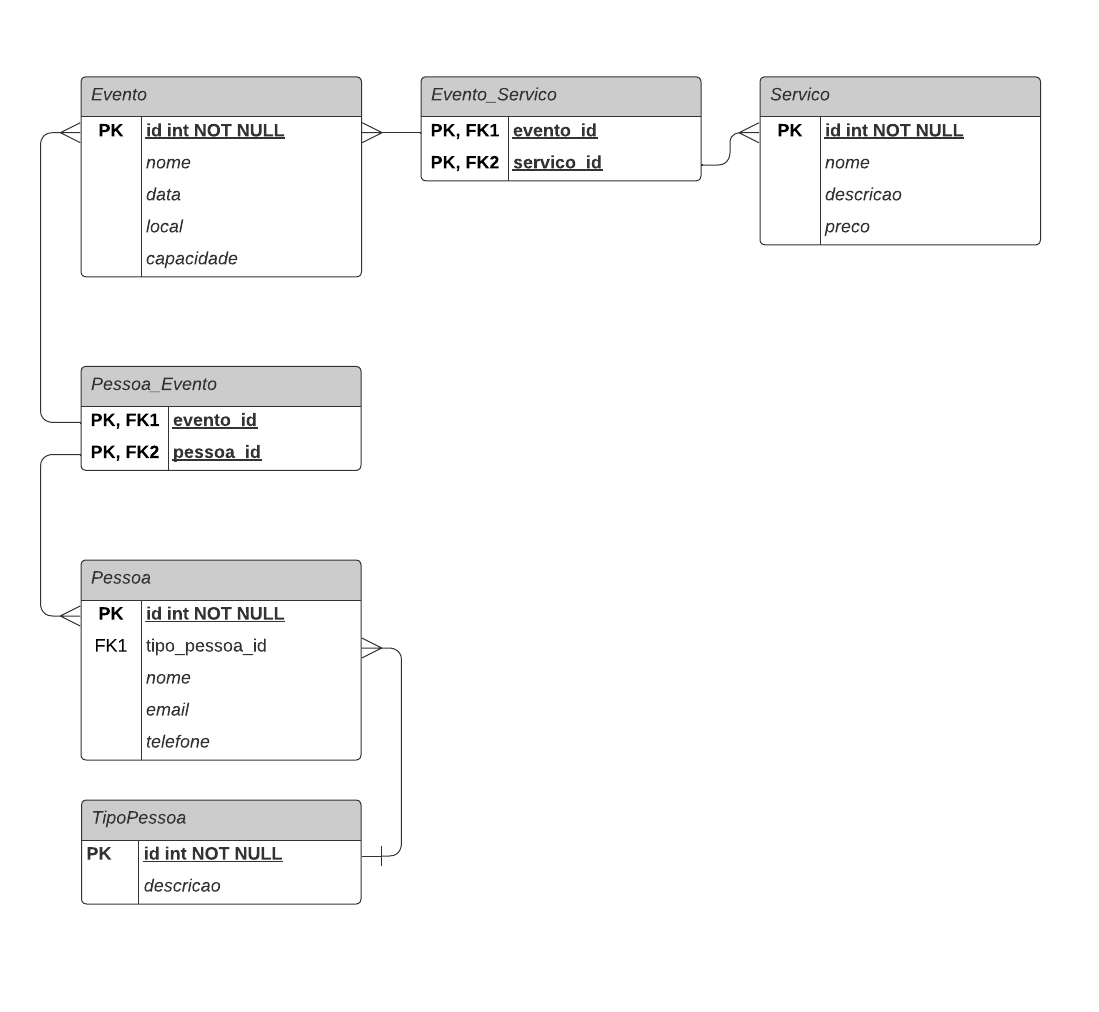 Evento
PK id int NOT NULL
nome
data
local
capacidade
Evento_Servico
PK, FK1 evento_id
PK, FK2 servico_id
Servico
PK id int NOT NULL
nome
descricao
preco
Pessoa_Evento
PK, FK1 evento_id
PK, FK2 pessoa_id
Pessoa
PK id int NOT NULL
FK1 tipo_pessoa_id
nome
email
telefone
TipoPessoa
PK id int NOT NULL
descricao